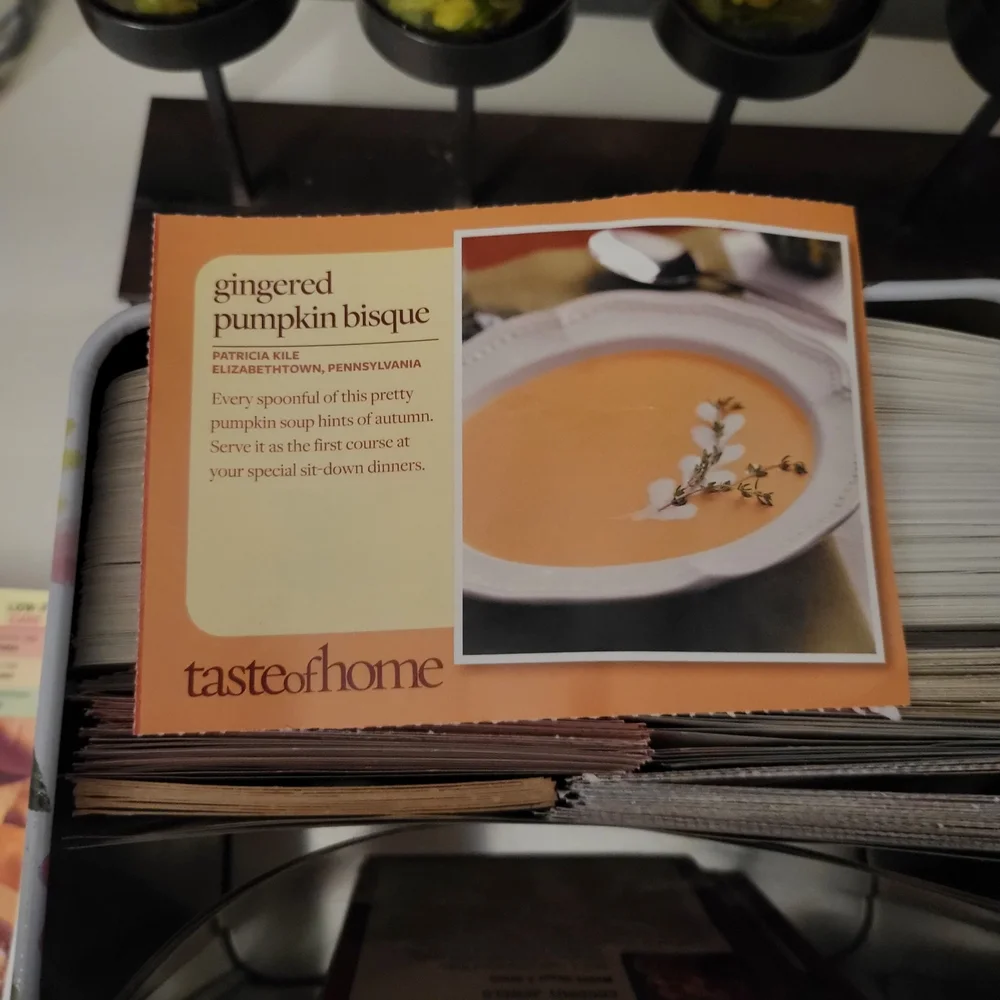 gingered
pumpkin bisque
PATRICIA KILE
ELIZABETHTOWN, PENNSYLVANIA
Every spoonful of this pretty
pumpkin soup hints of autumn.
Serve it as the first course at
your special sit-down dinners.
tasteofhome